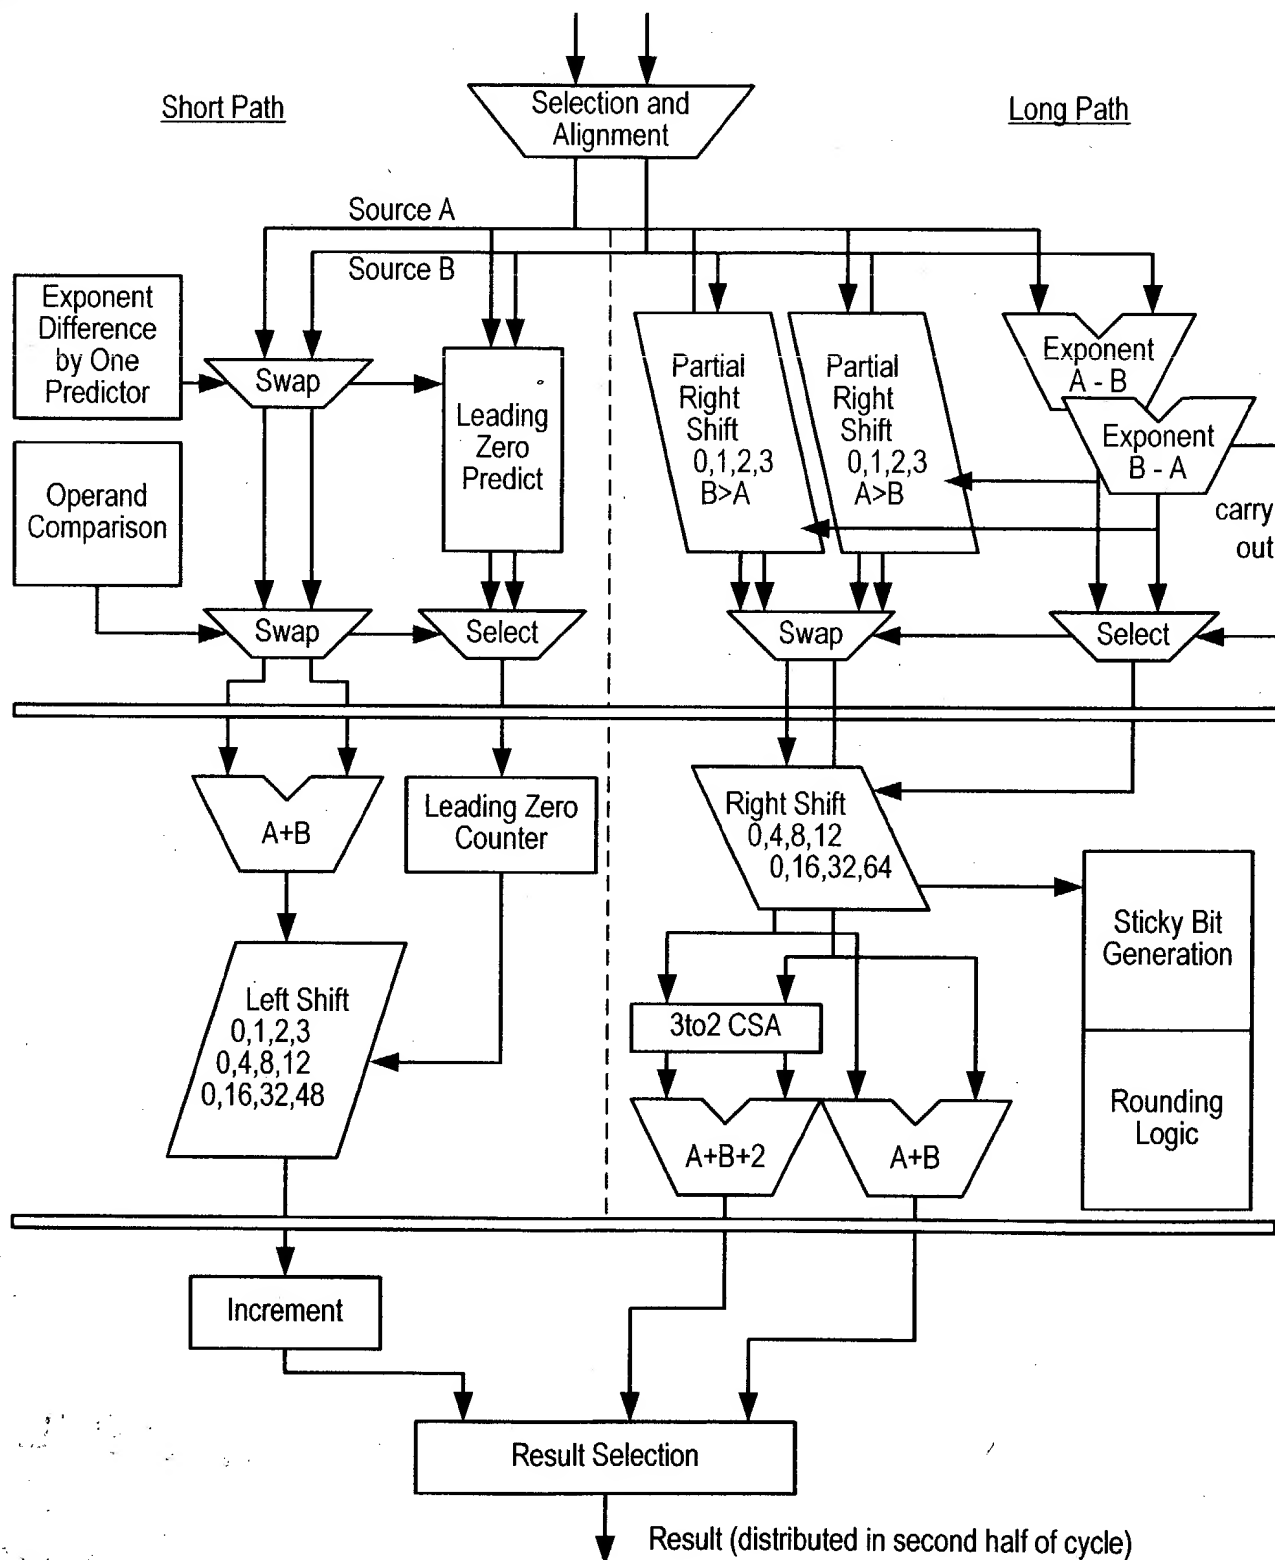 Short Path
Selection and
Alignment
Long Path
Source A
Source B
Exponent
Difference
by One
Predictor
Swap
Leading
Zero
Predict
Partial
Right
Shift
0,1,2,3
B>A
Partial
Right
Shift
0,1,2,3
A>B
Exponent
A - B
Exponent
B - A
carry
out
Operand
Comparison
Swap
Select
Swap
Select
A+B
Leading Zero
Counter
Right Shift
0,4,8,12
0,16,32,64
Sticky Bit
Generation
Left Shift
0,1,2,3
0,4,8,12
0,16,32,48
3to2 CSA
A+B+2
A+B
Rounding
Logic
Increment
Result Selection
Result (distributed in second half of cycle)